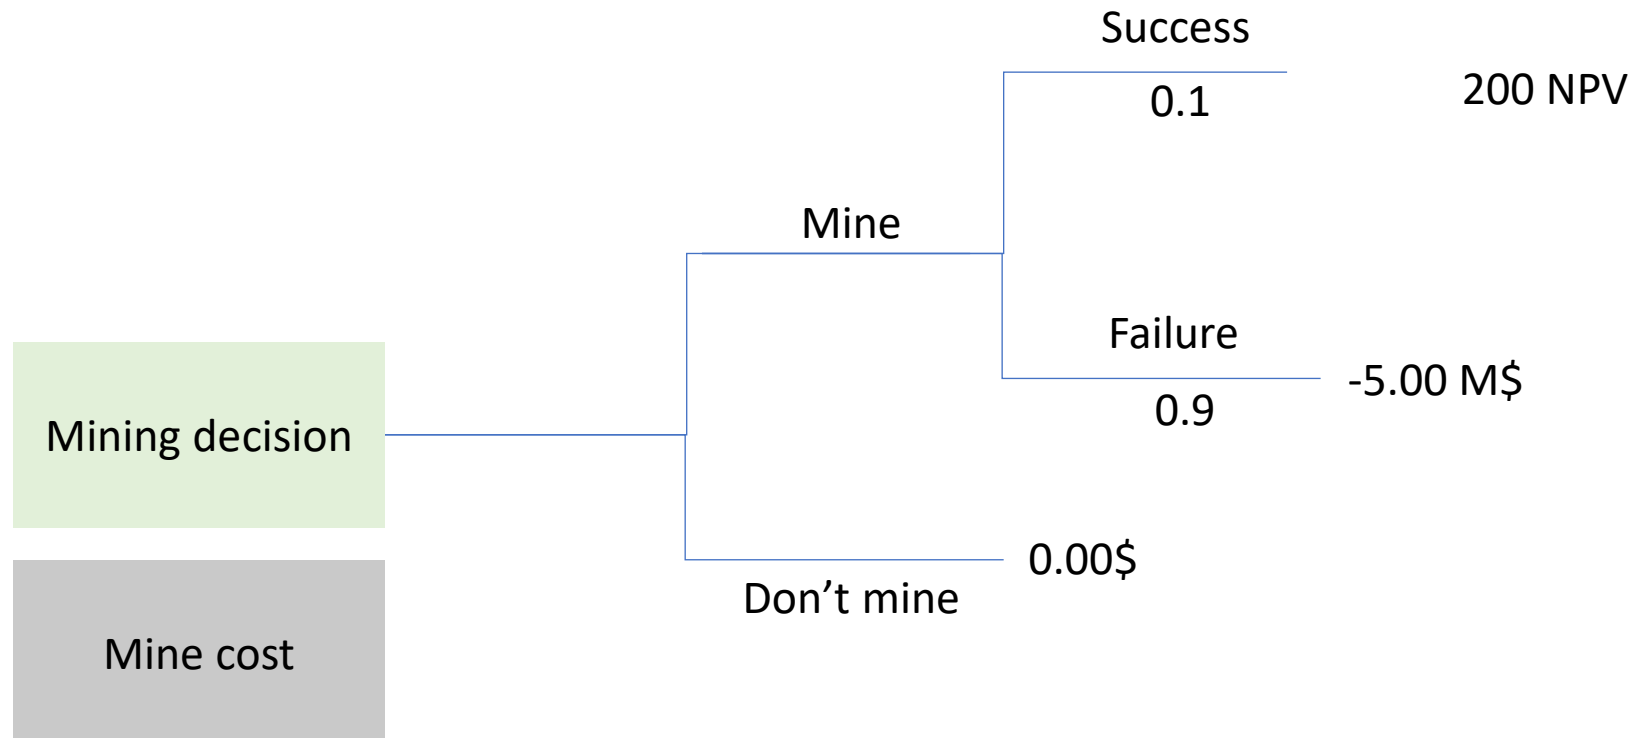 Success
0.1
200 NPV
Mine
Failure
0.9
-5.00 M$
Mining decision
0.00$
Don’t mine
Mine cost